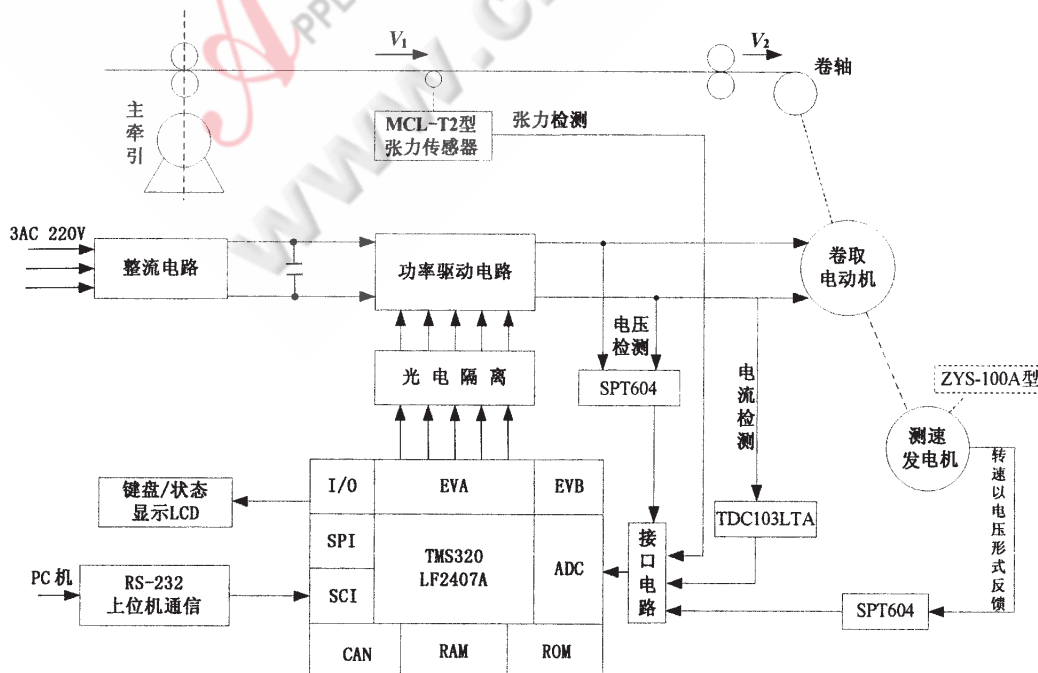 V1
V2
卷轴
主牵引
MCL-T2型
张力传感器
张力检测
3AC 220V
整流电路
功率驱动电路
卷取
电动机
电压
检测
光电隔离
SPT604
电流检测
ZYS-100A型
测速
发电机
转速以电压形式反馈
键盘/状态
显示LCD
I/O
EVA
EVB
SPI
TMS320
LF2407A
ADC
SCI
接口电路
TDC103LTA
PC机
RS-232
上位机通信
SPT604
CAN
RAM
ROM